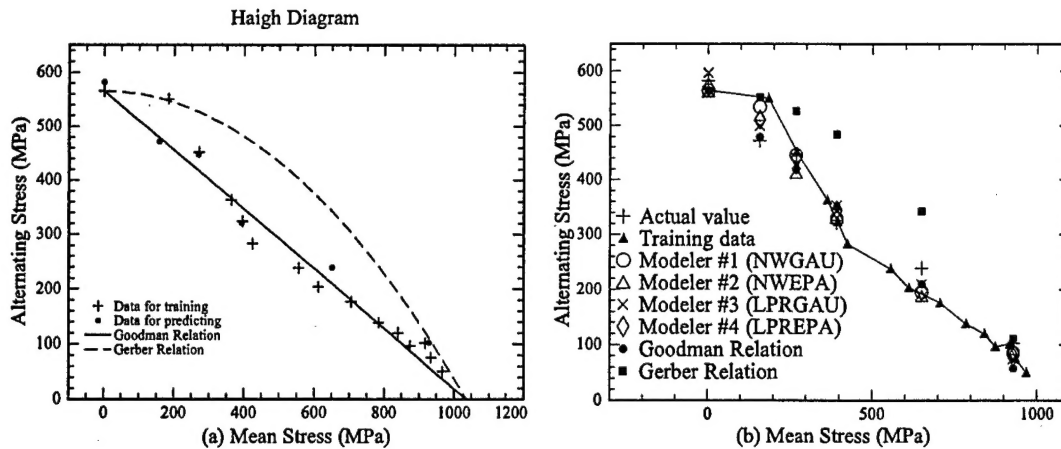 Haigh Diagram
Alternating Stress (MPa)
600
500
400
300
200
100
0
Data for training
Data for predicting
Goodman Relation
Gerber Relation
0 200 400 600 800 1000 1200
(a) Mean Stress (MPa)
Alternating Stress (MPa)
600
500
400
300
200
100
0
Actual value
Training data
Modeler #1 (NWGAU)
Modeler #2 (NWEPA)
Modeler #3 (LPRGAU)
Modeler #4 (LPREPA)
Goodman Relation
Gerber Relation
0 500 1000
(b) Mean Stress (MPa)